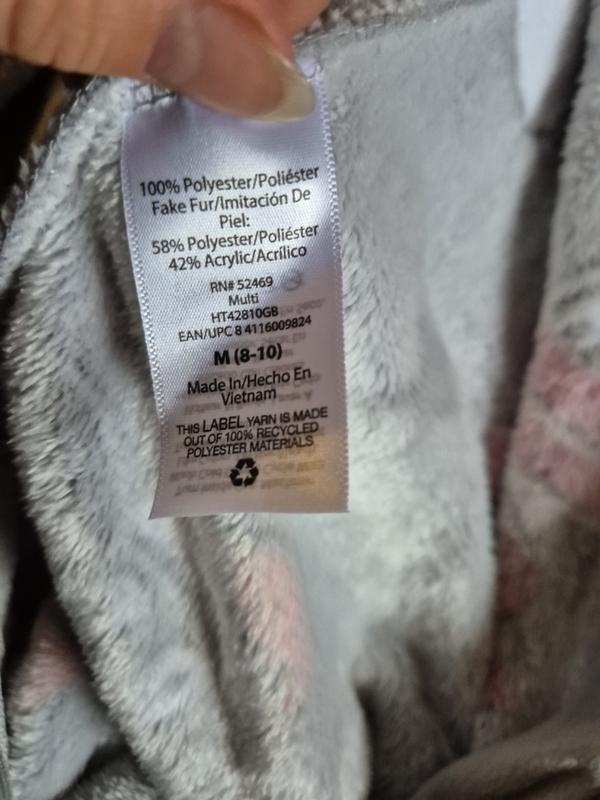 100% Polyester/Poliéster
Fake Fur/Imitación De
Piel:
58% Polyester/Poliéster
42% Acrylic/Acrílico
RN# 52469
Multi
HT42810GB
EAN/UPC 8 4116009824
M (8-10)
Made In/Hecho En
Vietnam
THIS LABEL YARN IS MADE
OUT OF 100% RECYCLED
POLYESTER MATERIALS